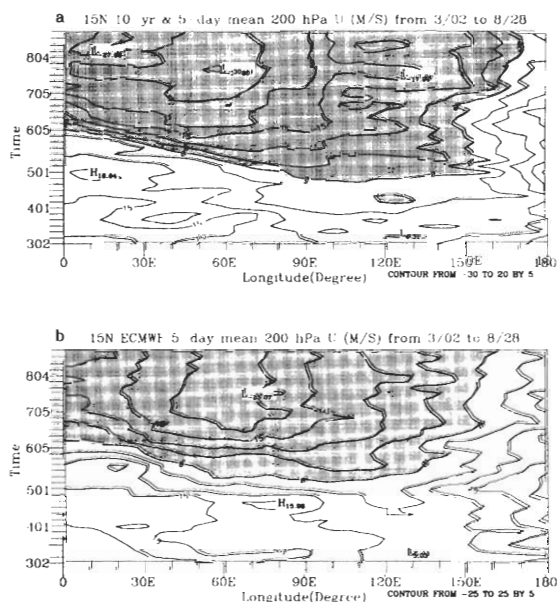 a 15N 10 yr & 5 day mean 200 hPa U (M/S) from 3/02 to 8/28
804
705
605
501
401
302
Time
H
L
0 30E 60E 90E 120E 150E 180
Longitude(Degree)
CONTOUR FROM -30 TO 20 BY 5
b 15N ECMWF 5 day mean 200 hPa U (M/S) from 3/02 to 8/28
804
705
605
501
401
302
Time
H 15.98
L
0 30E 60E 90E 120E 150E 180
Longitude(Degree)
CONTOUR FROM -25 TO 25 BY 5